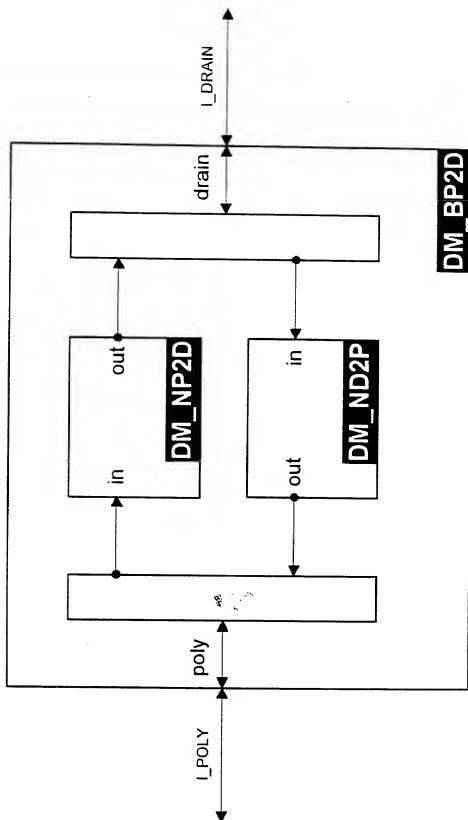 I_DRAIN
drain
DM_BP2D
out
DM_NP2D
in
in
DM_ND2P
out
poly
I_POLY